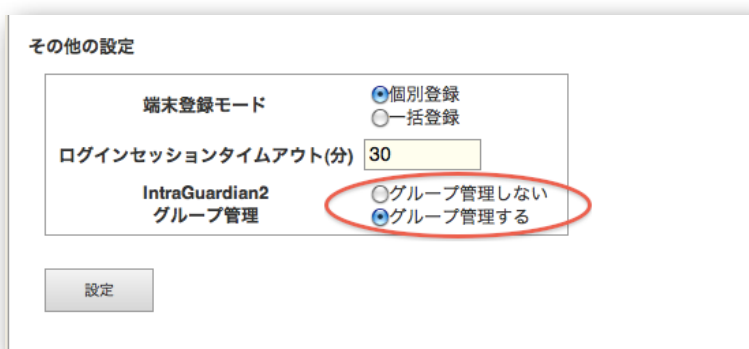 その他の設定
端末登録モード
個別登録
一括登録
ログインセッションタイムアウト(分)
30
IntraGuardian2
グループ管理
グループ管理しない
グループ管理する
設定